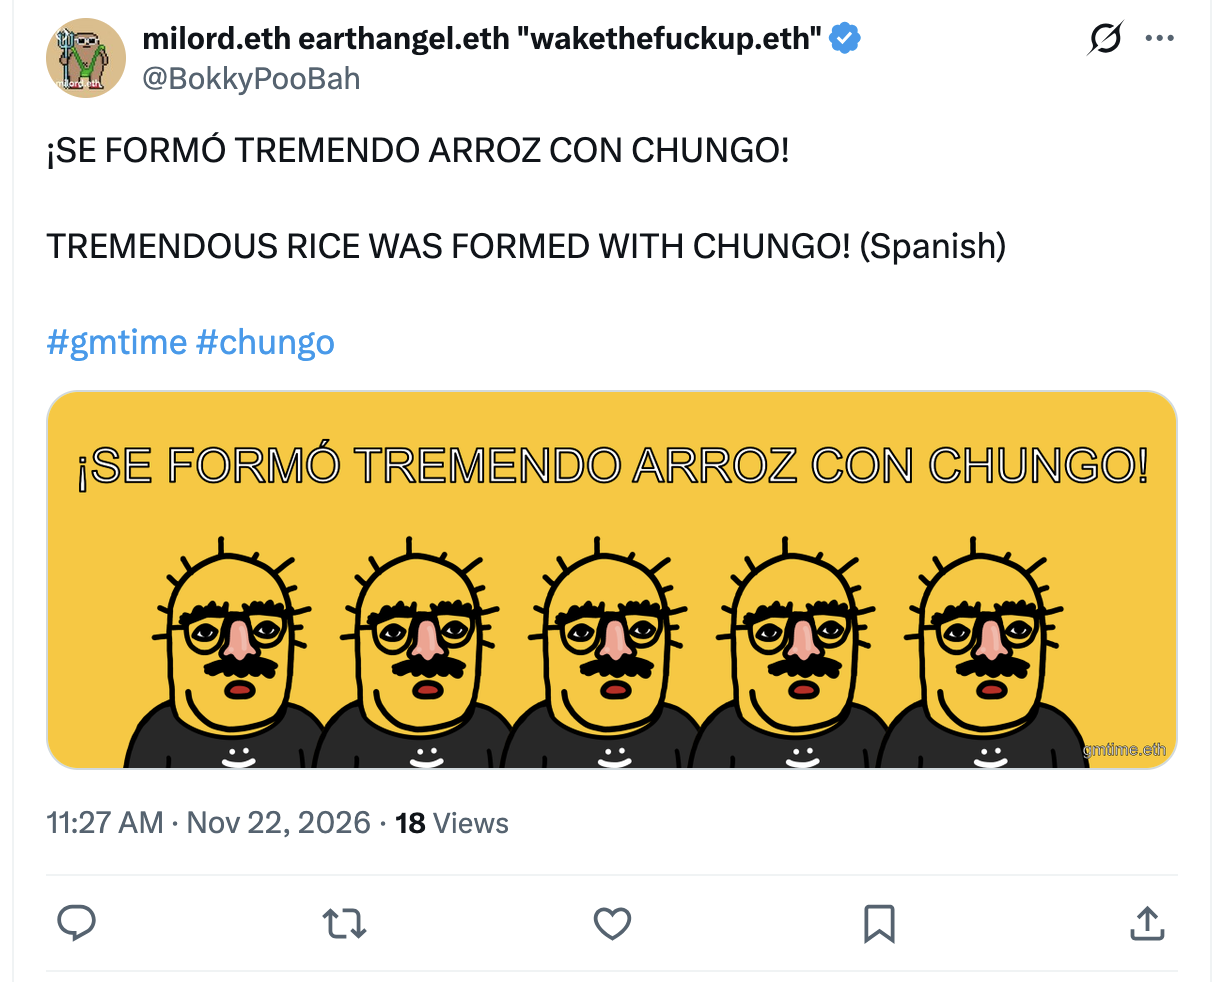 milord.eth earthangel.eth "wakethefuckup.eth"
@BokkyPooBah
¡SE FORMÓ TREMENDO ARROZ CON CHUNGO!
TREMENDOUS RICE WAS FORMED WITH CHUNGO! (Spanish)
#gmtime #chungo
¡SE FORMÓ TREMENDO ARROZ CON CHUNGO!
gmtime.eth
11:27 AM · Nov 22, 2026 · 18 Views
milord.eth